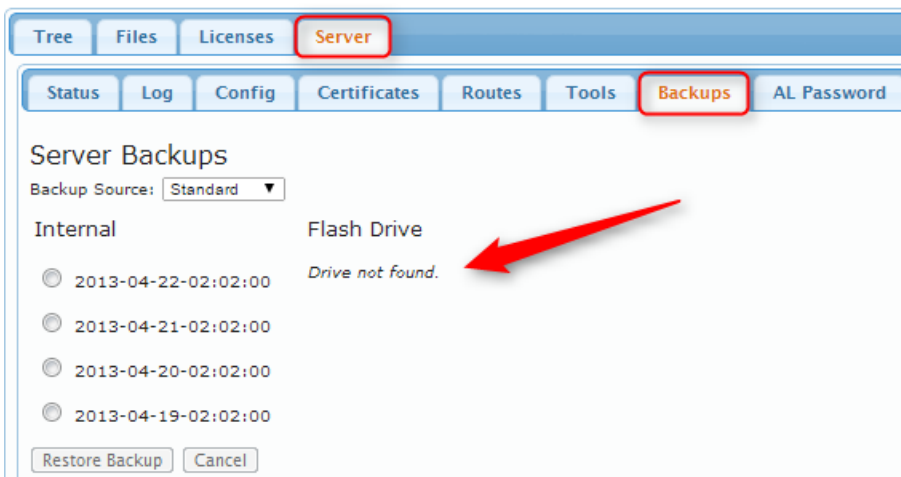 Tree Files Licenses Server
Status Log Config Certificates Routes Tools Backups AL Password
Server Backups
Backup Source: Standard
Internal Flash Drive
Drive not found.
2013-04-22-02:02:00
2013-04-21-02:02:00
2013-04-20-02:02:00
2013-04-19-02:02:00
Restore Backup Cancel